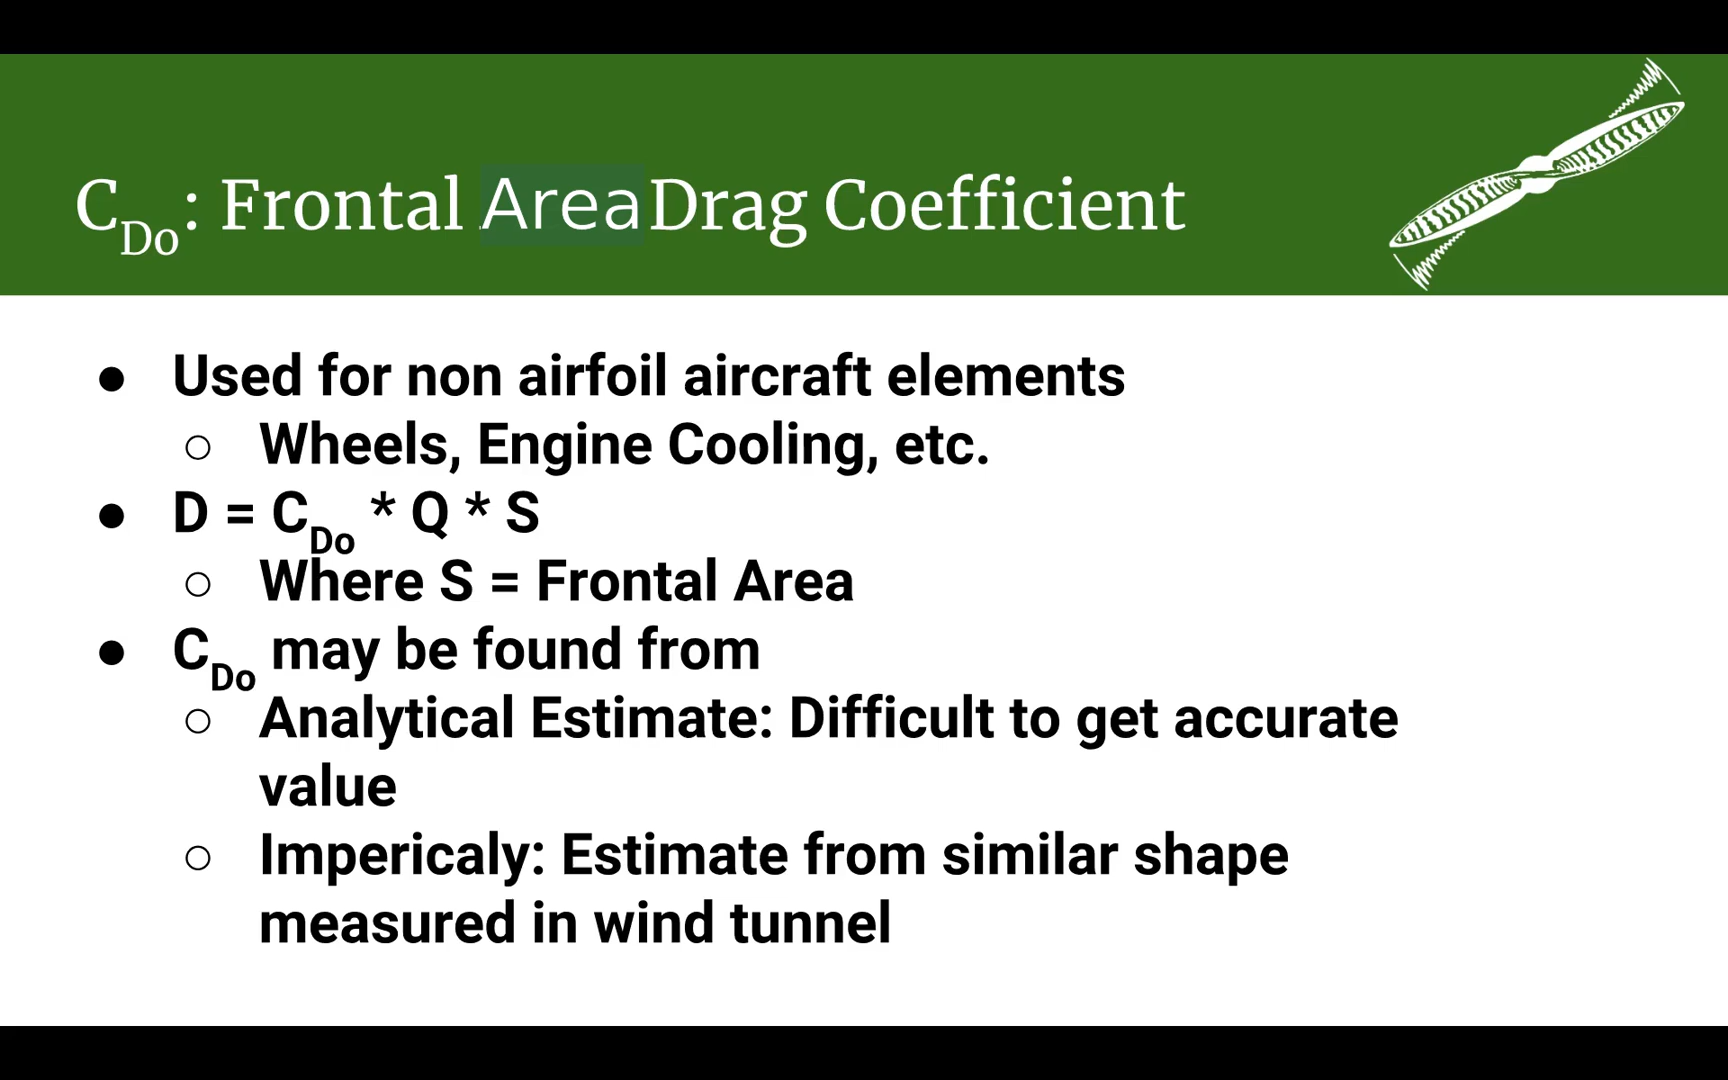 C_Do: Frontal Area Drag Coefficient
● Used for non airfoil aircraft elements
○ Wheels, Engine Cooling, etc.
● D = C_Do * Q * S
○ Where S = Frontal Area
● C_Do may be found from
○ Analytical Estimate: Difficult to get accurate
value
○ Impericaly: Estimate from similar shape
measured in wind tunnel